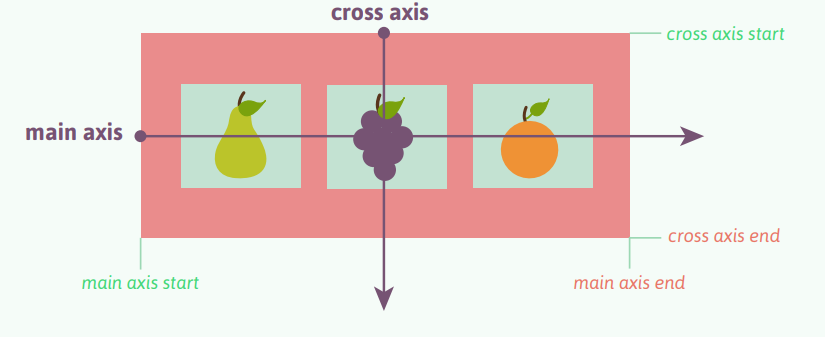 cross axis
cross axis start
main axis
cross axis end
main axis start
main axis end